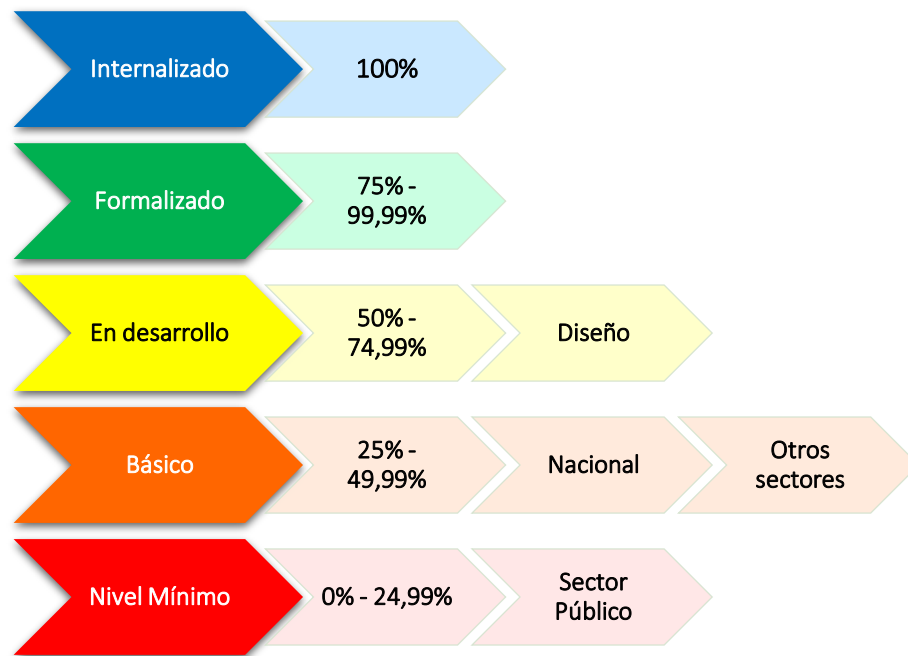 Internalizado
100%
Formalizado
75% -
99,99%
En desarrollo
50% -
74,99%
Diseño
Básico
25% -
49,99%
Nacional
Otros
sectores
Nivel Mínimo
0% - 24,99%
Sector
Público